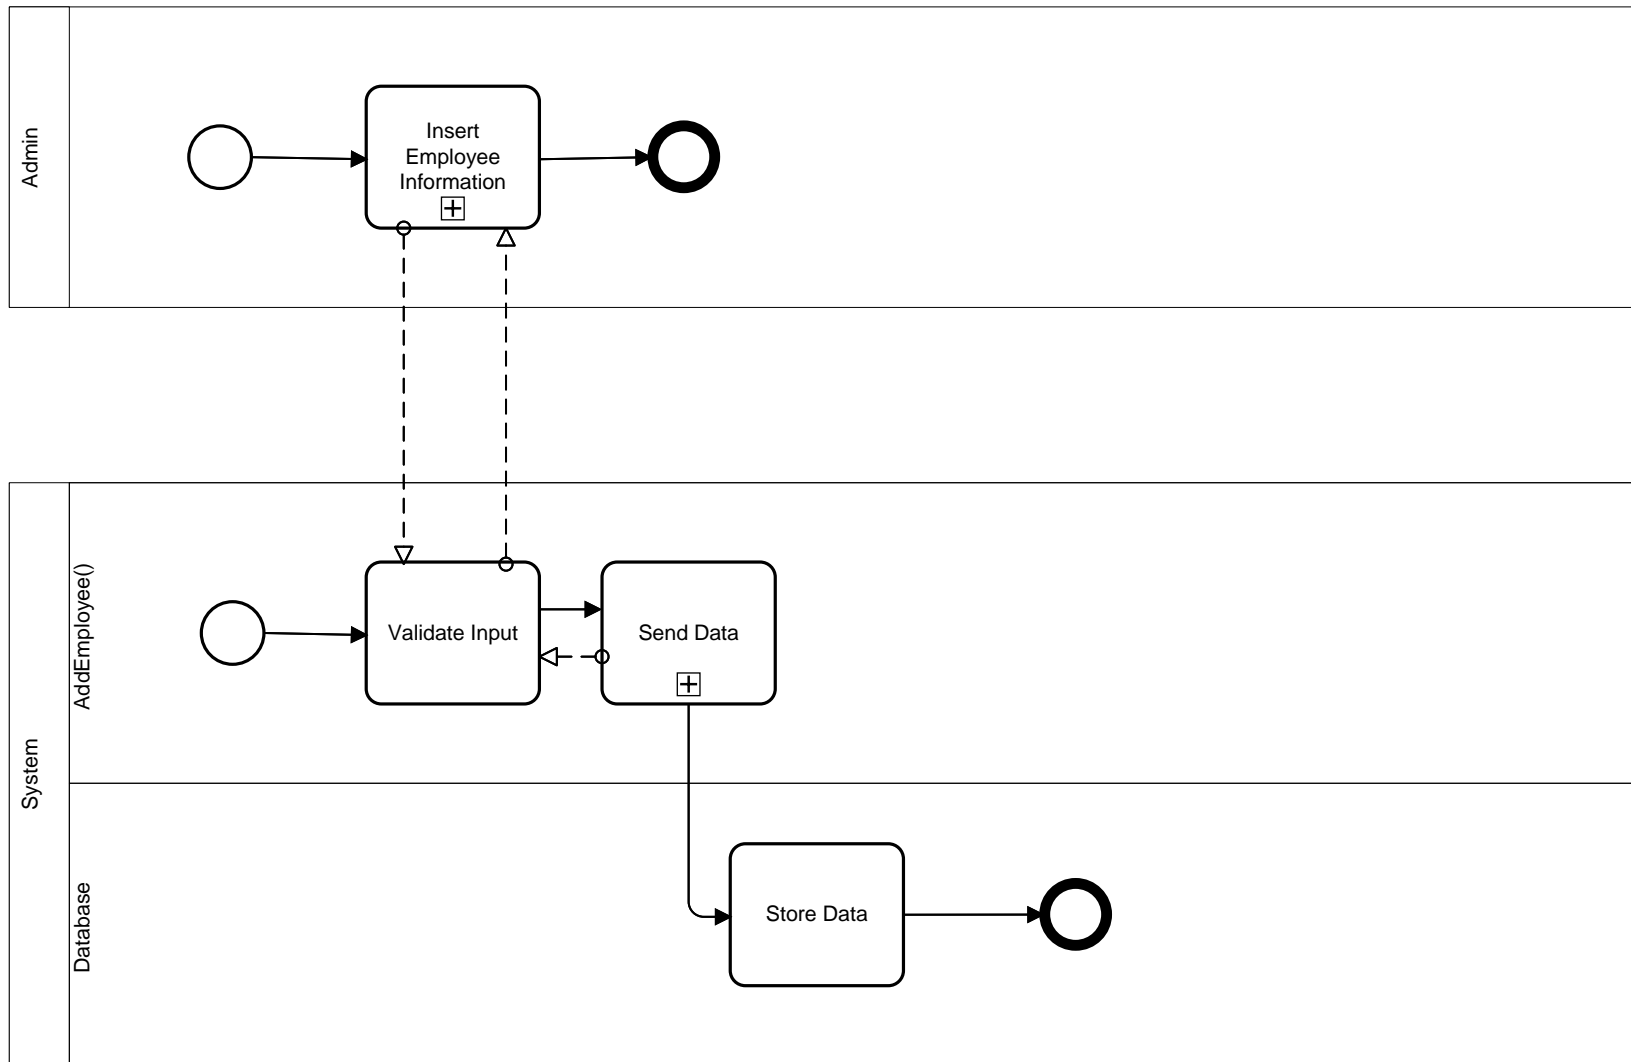 Admin
Insert
Employee
Information
System
AddEmployee()
Validate Input
Send Data
Database
Store Data